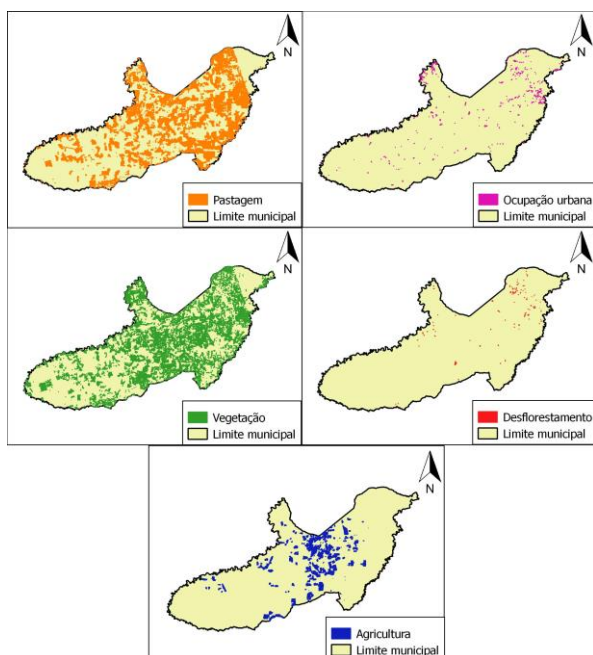 N
Pastagem
Limite municipal
N
Ocupação urbana
Limite municipal
N
Vegetação
Limite municipal
N
Desflorestamento
Limite municipal
N
Agricultura
Limite municipal